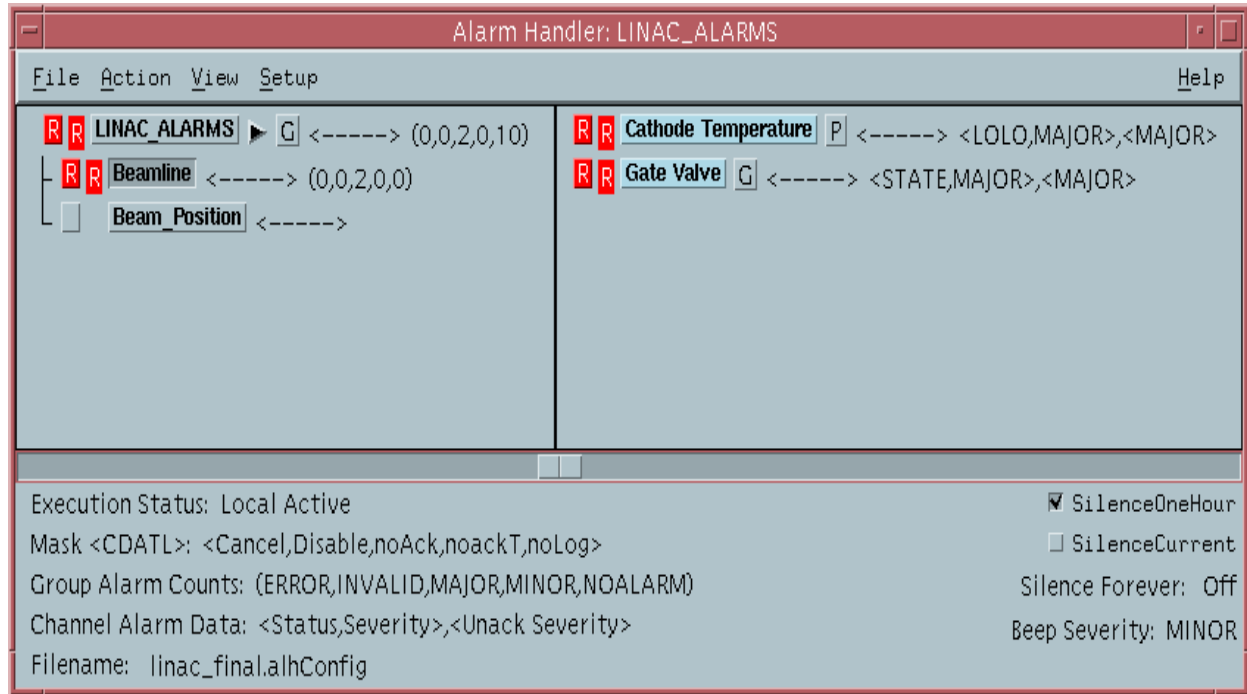 Alarm Handler: LINAC_ALARMS
File Action View Setup Help
R R LINAC_ALARMS G <-----> (0,0,2,0,10)
R R Beamline <-----> (0,0,2,0,0)
Beam_Position <----->
R R Cathode Temperature P <-----> <LOLO,MAJOR>,<MAJOR>
R R Gate Valve G <-----> <STATE,MAJOR>,<MAJOR>
Execution Status: Local Active
Mask <CDATL>: <Cancel,Disable,noAck,noackT,noLog>
Group Alarm Counts: (ERROR,INVALID,MAJOR,MINOR,NOALARM)
Channel Alarm Data: <Status,Severity>,<Unack Severity>
Filename: linac_final.alhConfig
SilenceOneHour
SilenceCurrent
Silence Forever: Off
Beep Severity: MINOR